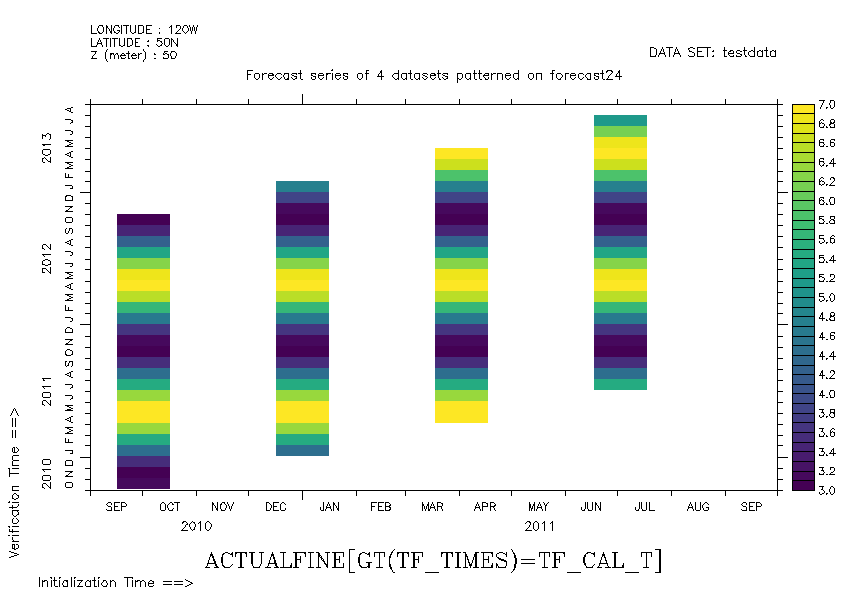 LONGITUDE : 120W
LATITUDE : 50N
Z (meter) : 50
DATA SET: testdata
Forecast series of 4 datasets patterned on forecast24
7.0
6.8
6.6
6.4
6.2
6.0
5.8
5.6
5.4
5.2
5.0
4.8
4.6
4.4
4.2
4.0
3.8
3.6
3.4
3.2
3.0
Verification Time ==>
2010 2011 2012 2013
O N D J F M A M J J A S O N D J F M A M J J A S O N D J F M A M J J A
SEP OCT NOV DEC JAN FEB MAR APR MAY JUN JUL AUG SEP
2010 2011
ACTUALFINE[GT(TF_TIMES)=TF_CAL_T]
Initialization Time ==>